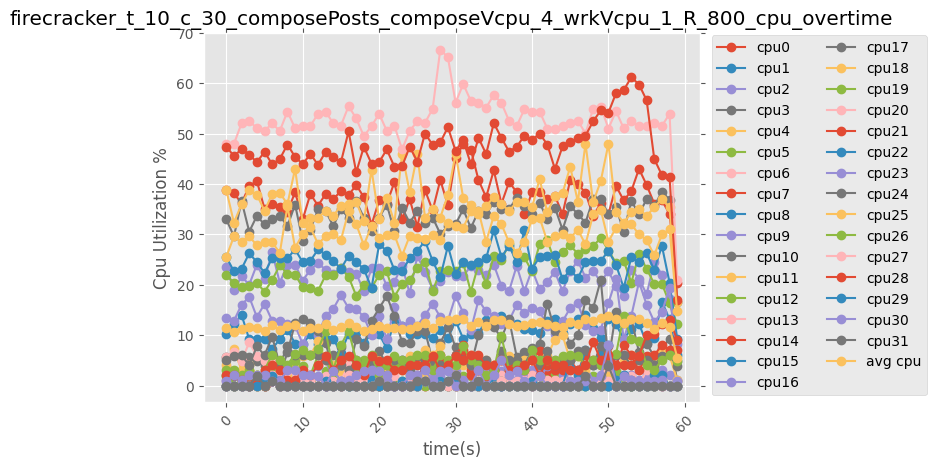 firecracker_t_10_c_30_composePosts_composeVcpu_4_wrkVcpu_1_R_800_cpu_overtime
70
60
50
40
30
20
10
0
Cpu Utilization %
0
10
20
30
40
50
60
time(s)
cpu0
cpu1
cpu2
cpu3
cpu4
cpu5
cpu6
cpu7
cpu8
cpu9
cpu10
cpu11
cpu12
cpu13
cpu14
cpu15
cpu16
cpu17
cpu18
cpu19
cpu20
cpu21
cpu22
cpu23
cpu24
cpu25
cpu26
cpu27
cpu28
cpu29
cpu30
cpu31
avg cpu